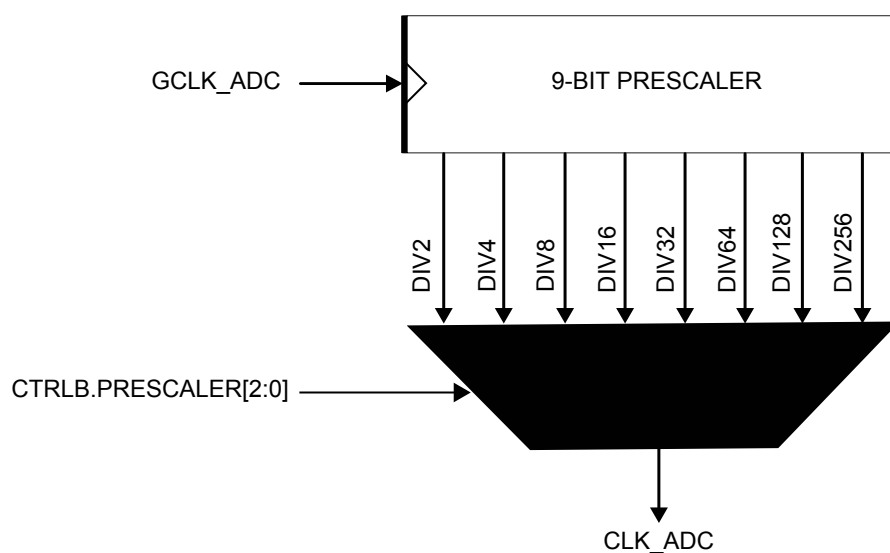 GCLK_ADC
9-BIT PRESCALER
DIV2
DIV4
DIV8
DIV16
DIV32
DIV64
DIV128
DIV256
CTRLB.PRESCALER[2:0]
CLK_ADC